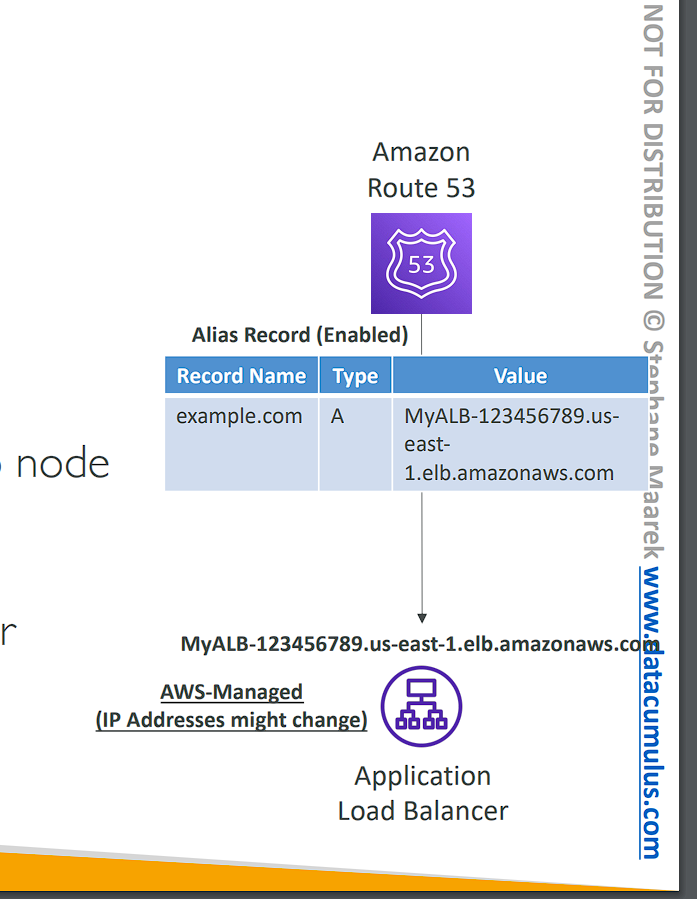 Amazon
Route 53
53
Alias Record (Enabled)
Record Name Type Value
example.com A MyALB-123456789.us-
east-
1.elb.amazonaws.com
node
r
MyALB-123456789.us-east-1.elb.amazonaws.com
AWS-Managed
(IP Addresses might change)
Application
Load Balancer
NOT FOR DISTRIBUTION © Stephane Maarek www.datacumulus.com